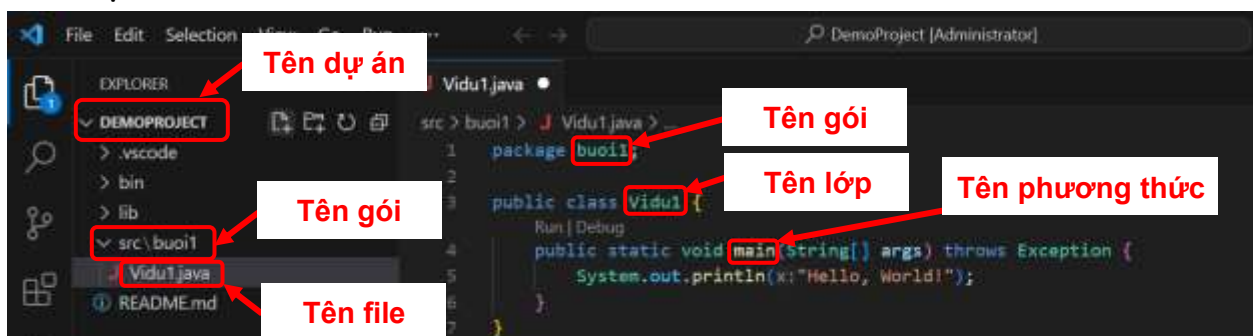 File Edit Selection
DemoProject [Administrator]
Tên dự án
EXPLORER
Vidu1.java
DEMOPROJECT
src > buoi1 > J Vidu1.java > ...
Tên gói
> .vscode
1 package buoi1;
> bin
2
Tên lớp
Tên phương thức
> lib
Tên gói
3 public class Vidu1 {
Run | Debug
src\buoi1
4 public static void main(String[] args) throws Exception {
J Vidu1.java
5 System.out.println(x:"Hello, World!");
README.md
Tên file
6 }
7 }